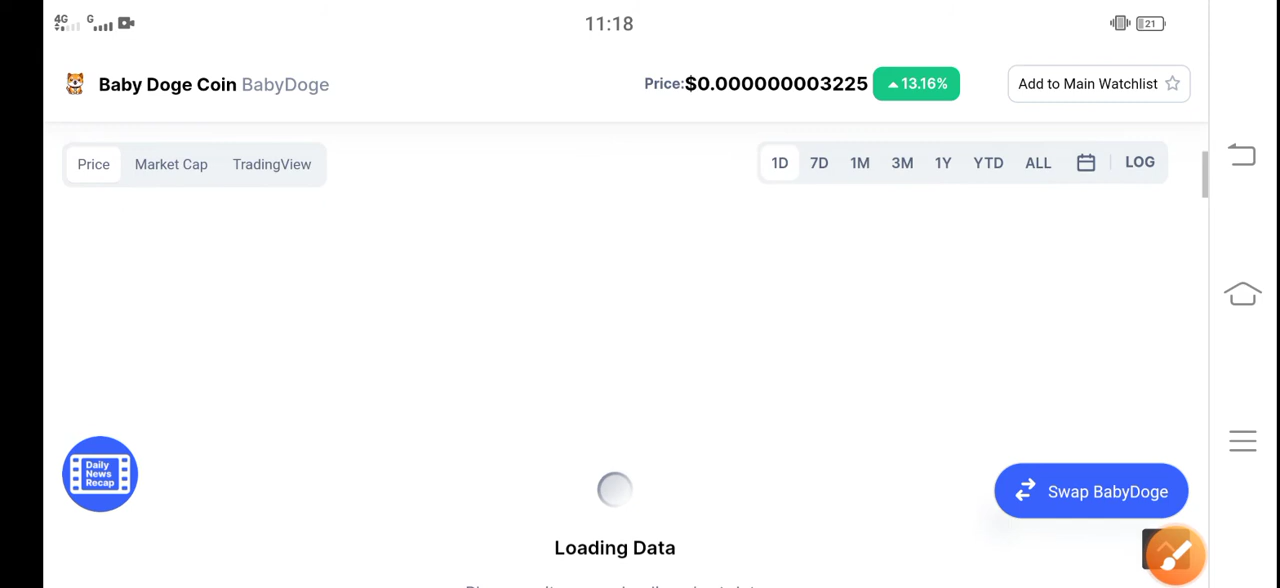 4G G 11:18 21
Baby Doge Coin BabyDoge Price:$0.000000003225 13.16% Add to Main Watchlist
Price Market Cap TradingView 1D 7D 1M 3M 1Y YTD ALL LOG
Daily
News
Recap
Swap BabyDoge
Loading Data